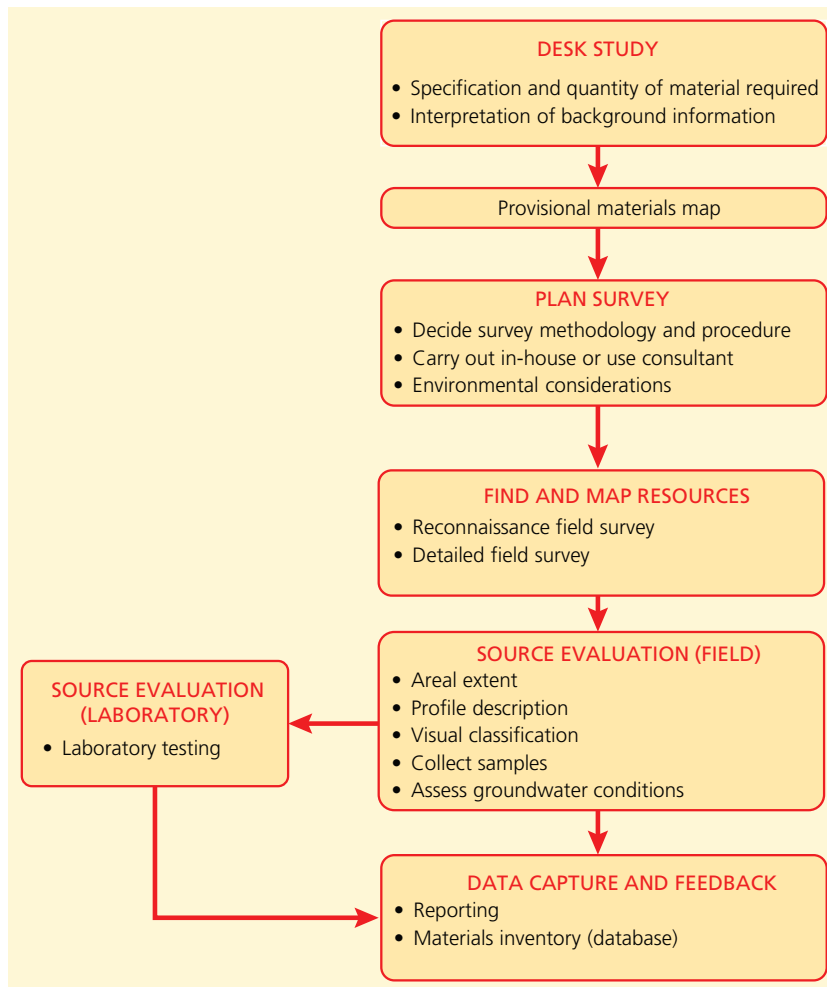 DESK STUDY
• Specification and quantity of material required
• Interpretation of background information
Provisional materials map
PLAN SURVEY
• Decide survey methodology and procedure
• Carry out in-house or use consultant
• Environmental considerations
FIND AND MAP RESOURCES
• Reconnaissance field survey
• Detailed field survey
SOURCE EVALUATION (FIELD)
• Areal extent
• Profile description
• Visual classification
• Collect samples
• Assess groundwater conditions
SOURCE EVALUATION
(LABORATORY)
• Laboratory testing
DATA CAPTURE AND FEEDBACK
• Reporting
• Materials inventory (database)